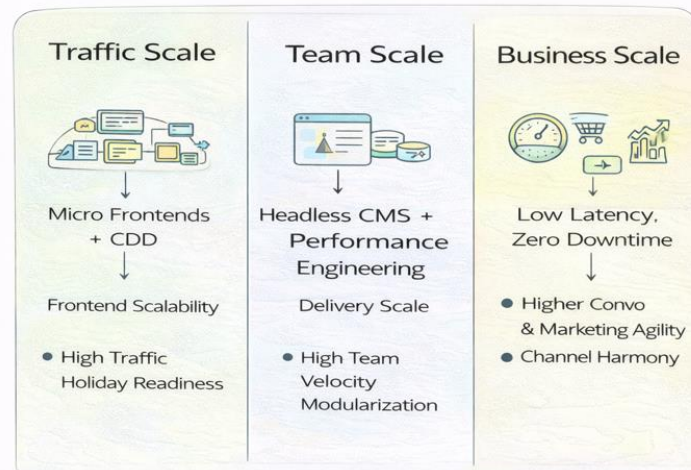 Traffic Scale
Micro Frontends
+ CDD
Frontend Scalability
● High Traffic
Holiday Readiness
Team Scale
Headless CMS +
Performance
Engineering
Delivery Scale
● High Team
Velocity
Modularization
Business Scale
Low Latency,
Zero Downtime
● Higher Convo
& Marketing Agility
● Channel Harmony